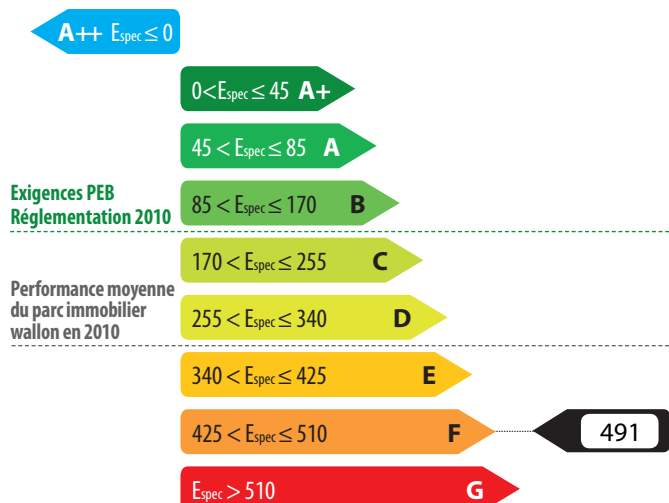 A++ Espec ≤ 0
0<Espec ≤ 45 A+
45 < Espec ≤ 85 A
Exigences PEB
Réglementation 2010
85 < Espec ≤ 170 B
170 < Espec ≤ 255 C
Performance moyenne
du parc immobilier
wallon en 2010
255 < Espec ≤ 340 D
340 < Espec ≤ 425 E
425 < Espec ≤ 510 F
491
Espec > 510 G